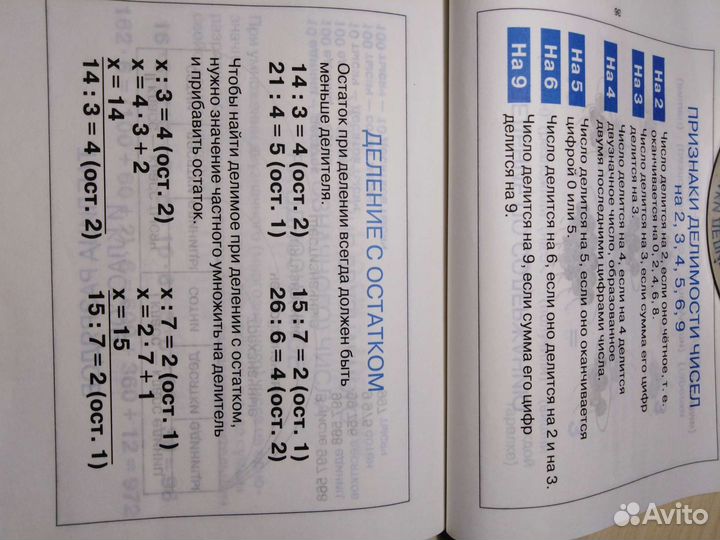 ПРИЗНАКИ ДЕЛИМОСТИ ЧИСЕЛ
на 2, 3, 4, 5, 6, 9
На 2 Число делится на 2, если оно чётное, т. е.
оканчивается на 0, 2, 4, 6, 8.
На 3 Число делится на 3, если сумма его цифр
делится на 3.
На 4 Число делится на 4, если на 4 делится
двузначное число, образованное
двумя последними цифрами числа.
На 5 Число делится на 5, если оно оканчивается
цифрой 0 или 5.
На 6 Число делится на 6, если оно делится на 2 и на 3.
На 9 Число делится на 9, если сумма его цифр
делится на 9.
ДЕЛЕНИЕ С ОСТАТКОМ
Остаток при делении всегда должен быть
меньше делителя.
14 : 3 = 4 (ост. 2) 15 : 7 = 2 (ост. 1)
21 : 4 = 5 (ост. 1) 26 : 6 = 4 (ост. 2)
Чтобы найти делимое при делении с остатком,
нужно значение частного умножить на делитель
и прибавить остаток.
x : 3 = 4 (ост. 2) x : 7 = 2 (ост. 1)
x = 4 · 3 + 2 x = 2 · 7 + 1
x = 14 x = 15
14 : 3 = 4 (ост. 2) 15 : 7 = 2 (ост. 1)
Avito